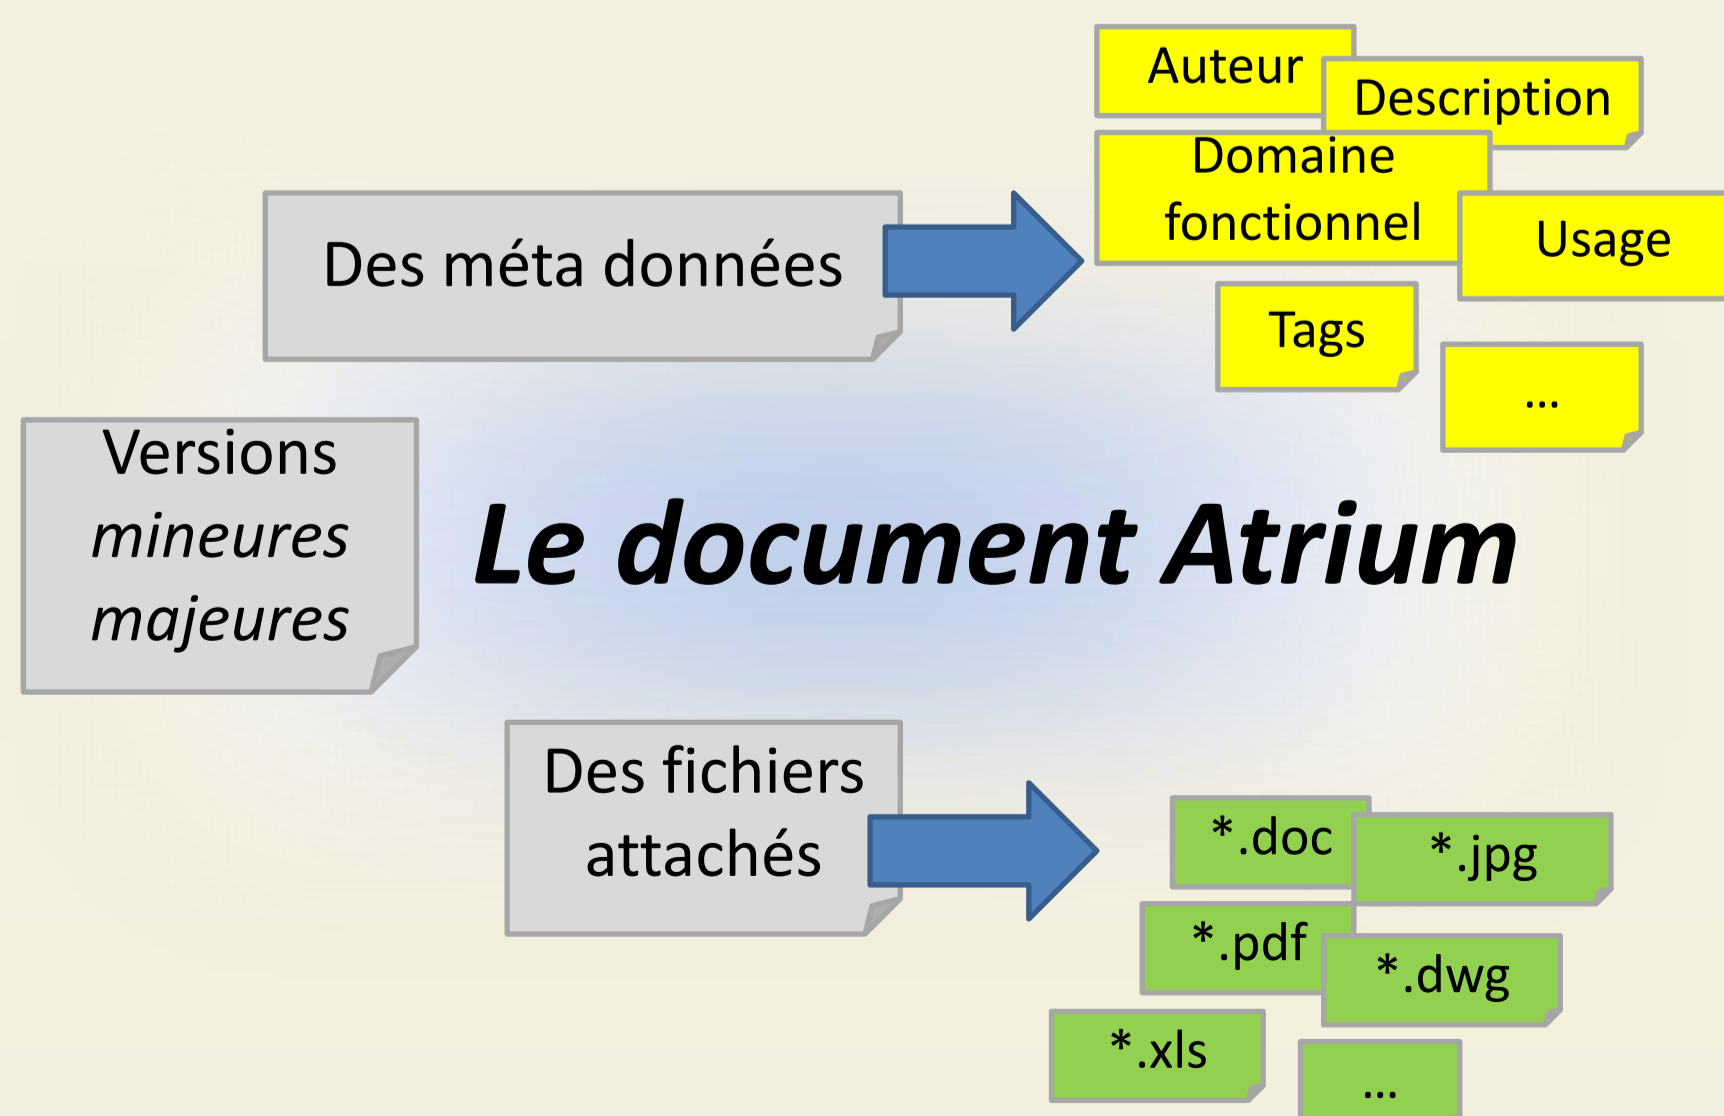 Auteur
Description
Domaine
fonctionnel
Usage
Des méta données
Tags
...
Versions
mineures
majeures
Le document Atrium
Des fichiers
attachés
*.doc
*.jpg
*.pdf
*.dwg
*.xls
...